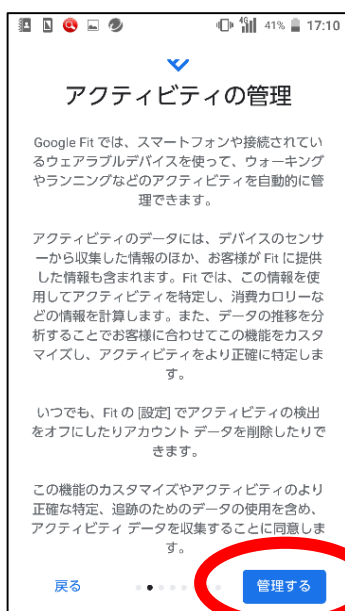 41% 17:10
アクティビティの管理
Google Fit では、スマートフォンや接続されてい
るウェアラブルデバイスを使って、ウォーキング
やランニングなどのアクティビティを自動的に管
理できます。
アクティビティのデータには、デバイスのセンサ
ーから収集した情報のほか、お客様が Fit に提供
した情報も含まれます。Fit では、この情報を使
用してアクティビティを特定し、消費カロリーな
どの情報を計算します。また、データの推移を分
析することでお客様に合わせてこの機能をカスタ
マイズし、アクティビティをより正確に特定しま
す。
いつでも、Fit の [設定] でアクティビティの検出
をオフにしたりアカウント データを削除したりで
きます。
この機能のカスタマイズやアクティビティのより
正確な特定、追跡のためのデータの使用を含め、
アクティビティ データを収集することに同意しま
す。
戻る 管理する